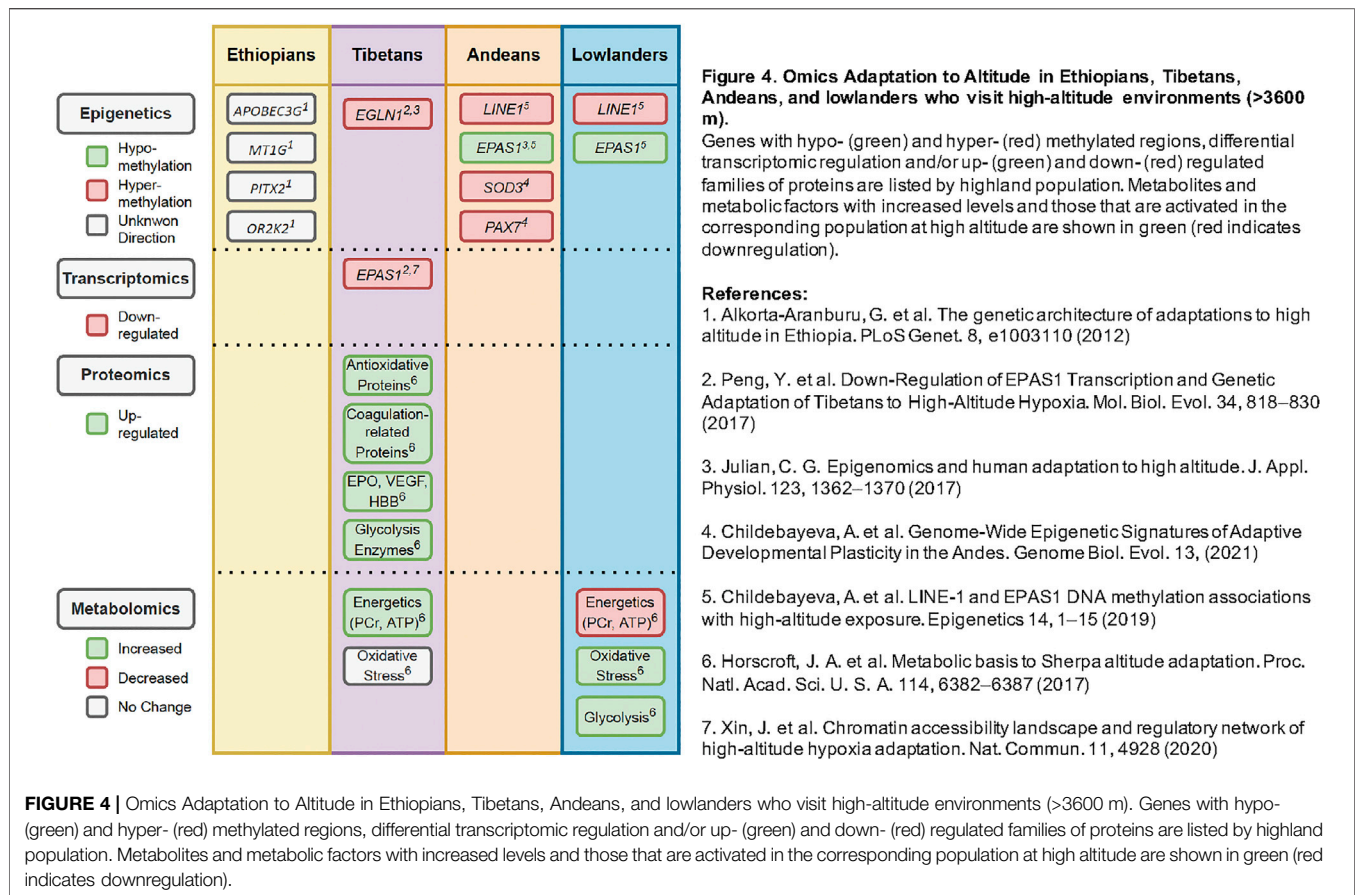 Ethiopians
Tibetans
Andeans
Lowlanders
Epigenetics
Hypo-
methylation
Hyper-
methylation
Unknwon
Direction
APOBEC3G1
MT1G1
PITX21
OR2K21
EGLN12,3
LINE15
EPAS13,5
SOD34
PAX74
LINE15
EPAS15
Transcriptomics
Down-
regulated
EPAS12,7
Proteomics
Up-
regulated
Antioxidative
Proteins6
Coagulation-
related
Proteins6
EPO, VEGF,
HBB6
Glycolysis
Enzymes6
Metabolomics
Increased
Decreased
No Change
Energetics
(PCr, ATP)6
Oxidative
Stress6
Energetics
(PCr, ATP)6
Oxidative
Stress6
Glycolysis6
Figure 4. Omics Adaptation to Altitude in Ethiopians, Tibetans,
Andeans, and lowlanders who visit high-altitude environments (>3600
m).
Genes with hypo- (green) and hyper- (red) methylated regions, differential
transcriptomic regulation and/or up- (green) and down- (red) regulated
families of proteins are listed by highland population. Metabolites and
metabolic factors with increased levels and those that are activated in the
corresponding population at high altitude are shown in green (red indicates
downregulation).
References:
1. Alkorta-Aranburu, G. et al. The genetic architecture of adaptations to high
altitude in Ethiopia. PLoS Genet. 8, e1003110 (2012)
2. Peng, Y. et al. Down-Regulation of EPAS1 Transcription and Genetic
Adaptation of Tibetans to High-Altitude Hypoxia. Mol. Biol. Evol. 34, 818–830
(2017)
3. Julian, C. G. Epigenomics and human adaptation to high altitude. J. Appl.
Physiol. 123, 1362–1370 (2017)
4. Childebayeva, A. et al. Genome-Wide Epigenetic Signatures of Adaptive
Developmental Plasticity in the Andes. Genome Biol. Evol. 13, (2021)
5. Childebayeva, A. et al. LINE-1 and EPAS1 DNA methylation associations
with high-altitude exposure. Epigenetics 14, 1–15 (2019)
6. Horscroft, J. A. et al. Metabolic basis to Sherpa altitude adaptation. Proc.
Natl. Acad. Sci. U. S. A. 114, 6382–6387 (2017)
7. Xin, J. et al. Chromatin accessibility landscape and regulatory network of
high-altitude hypoxia adaptation. Nat. Commun. 11, 4928 (2020)
FIGURE 4 | Omics Adaptation to Altitude in Ethiopians, Tibetans, Andeans, and lowlanders who visit high-altitude environments (>3600 m). Genes with hypo-
(green) and hyper- (red) methylated regions, differential transcriptomic regulation and/or up- (green) and down- (red) regulated families of proteins are listed by highland
population. Metabolites and metabolic factors with increased levels and those that are activated in the corresponding population at high altitude are shown in green (red
indicates downregulation).